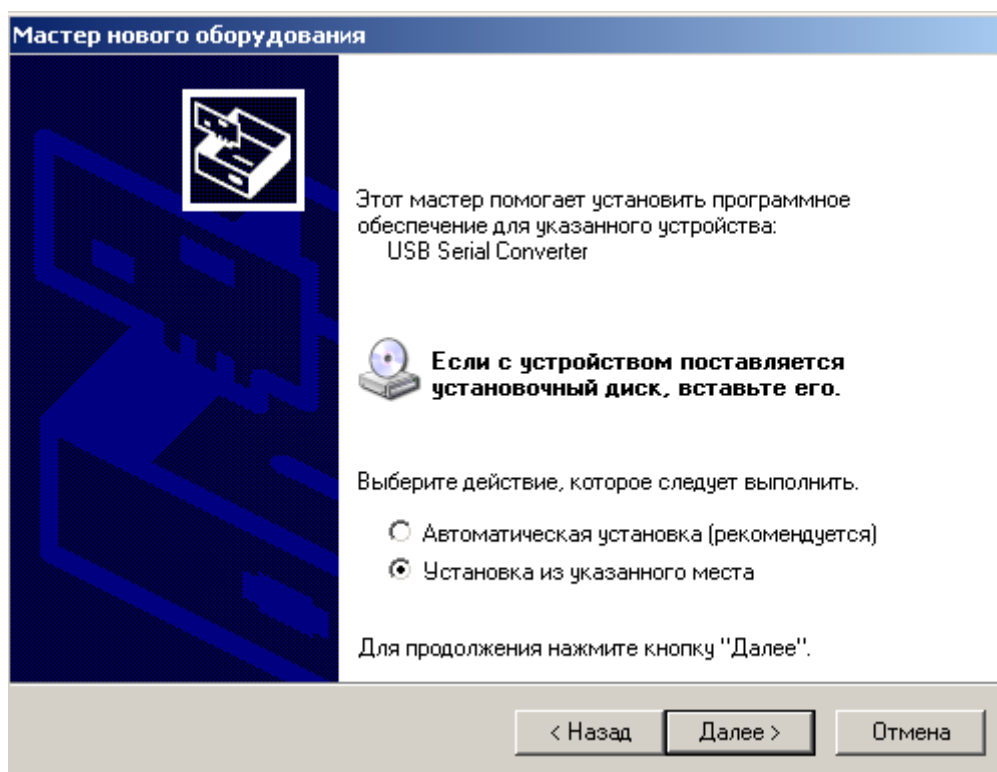 Мастер нового оборудования
Этот мастер помогает установить программное
обеспечение для указанного устройства:
USB Serial Converter
Если с устройством поставляется
установочный диск, вставьте его.
Выберите действие, которое следует выполнить.
Автоматическая установка (рекомендуется)
Установка из указанного места
Для продолжения нажмите кнопку "Далее".
< Назад
Далее >
Отмена